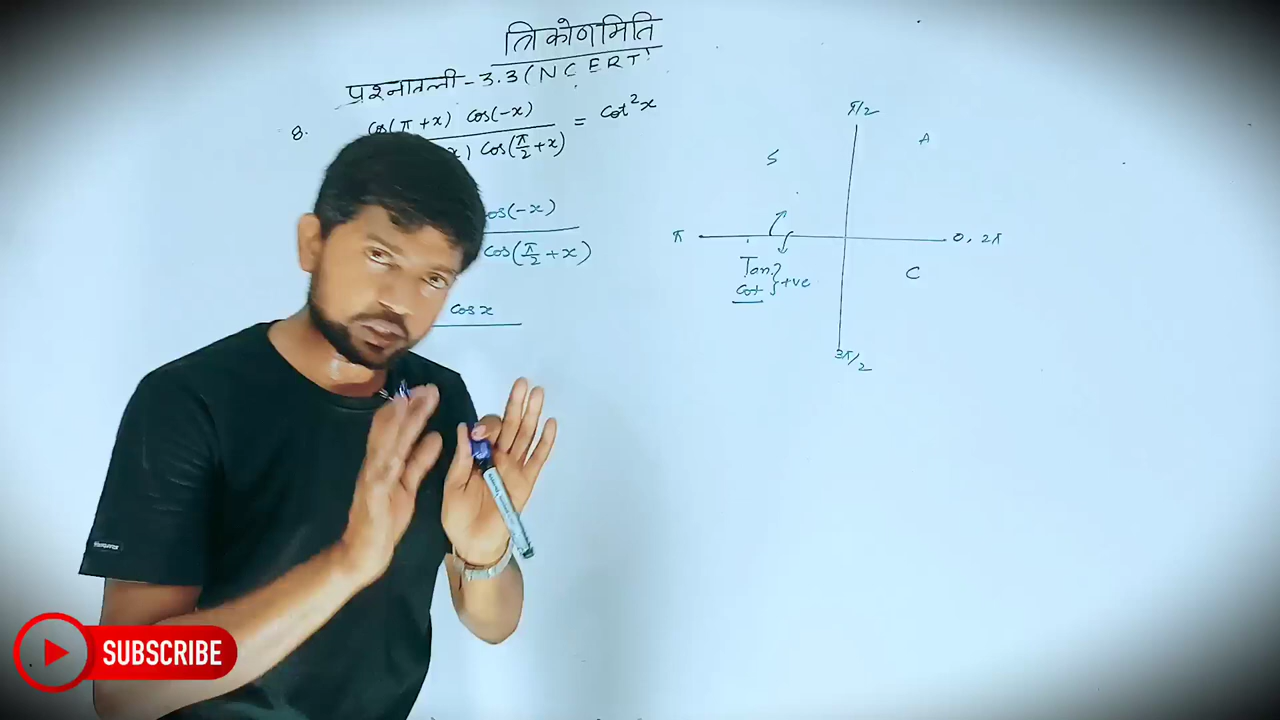 त्रिकोणमिति
प्रश्नावली - 3.3 (NCERT)
8. cos(π+x) cos(-x) = cot²x
x) cos(π/2+x)
cos(-x)
cos(π/2+x)
cosx
π/2
A
S
π
0, 2π
Tan
cot } +ve
C
3π/2
SUBSCRIBE